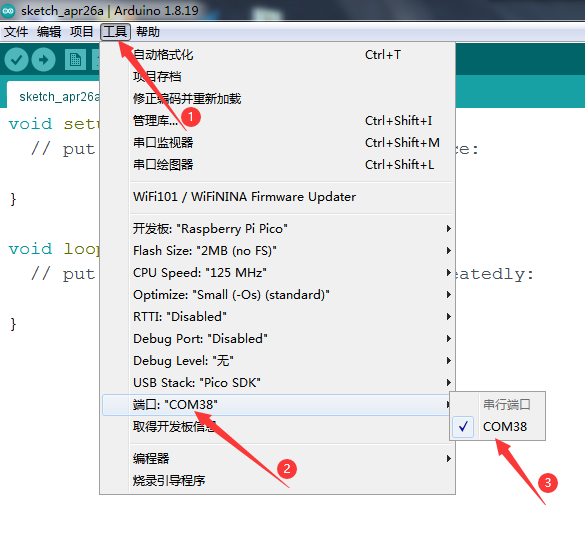 sketch_apr26a | Arduino 1.8.19
文件 编辑 项目 工具 帮助
自动格式化 Ctrl+T
项目存档
sketch_apr26a
修正编码并重新加载
1
void setu
管理库... Ctrl+Shift+I
// put
串口监视器 Ctrl+Shift+M
ce:
串口绘图器 Ctrl+Shift+L
}
WiFi101 / WiFiNINA Firmware Updater
开发板: "Raspberry Pi Pico"
void loop
Flash Size: "2MB (no FS)"
// put
CPU Speed: "125 MHz"
eatedly:
Optimize: "Small (-Os) (standard)"
}
RTTI: "Disabled"
Debug Port: "Disabled"
Debug Level: "无"
USB Stack: "Pico SDK"
端口: "COM38"
串行端口
取得开发板信息
COM38
编程器
2
烧录引导程序
3